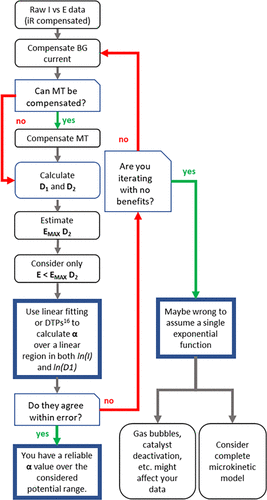 Raw I vs E data
(iR compensated)
Compensate BG
current
Can MT be
compensated?
no
yes
Compensate MT
Calculate
D1 and D2
Estimate
EMAX D2
Consider only
E < EMAX D2
Use linear fitting
or DTPs16 to
calculate α over
a linear
region in both ln(I)
and ln(D1)
Do they agree
within error?
no
yes
You have a reliable
α value over the
considered
potential range.
Are you
iterating
with no
benefits?
no
yes
Maybe wrong to
assume a single
exponential
function
Gas bubbles,
catalyst
deactivation,
etc. might
affect your
data
Consider
complete
microkinetic
model